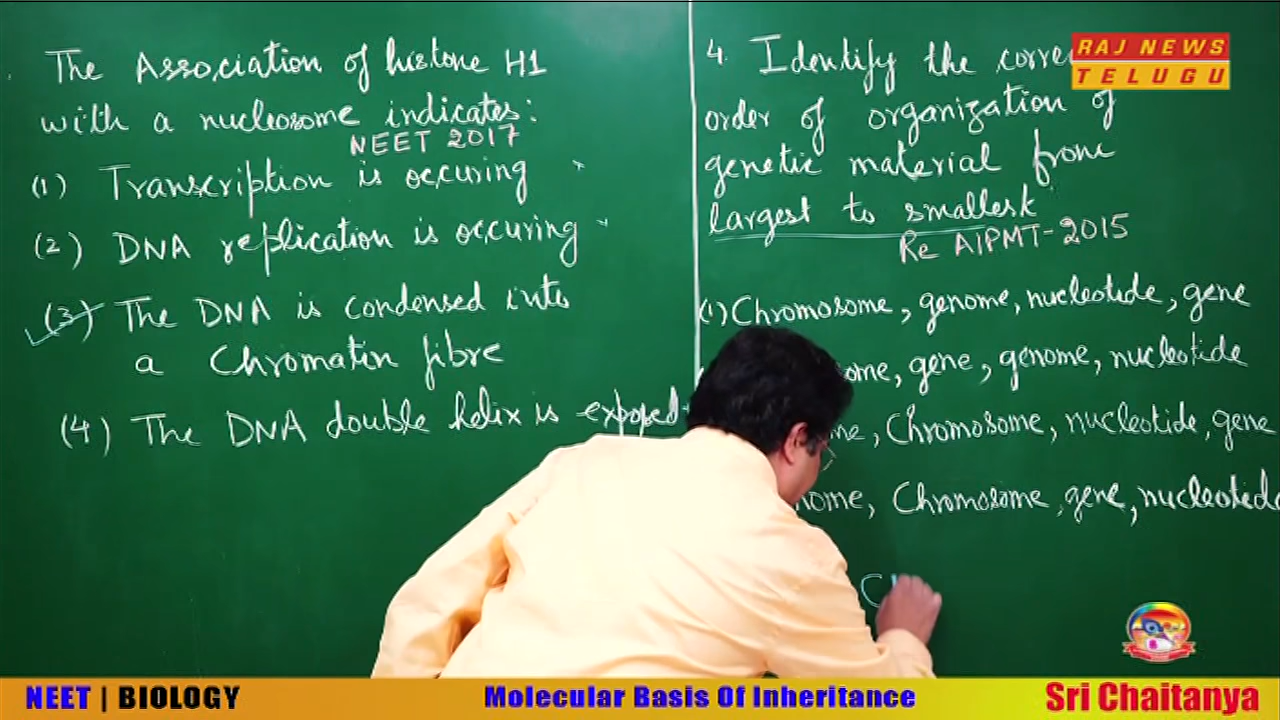 The Association of histone H1
with a nucleosome indicates:
NEET 2017
(1) Transcription is occuring
(2) DNA replication is occuring
(3) The DNA is condensed into
a Chromatin fibre
(4) The DNA double helix is exposed
4. Identify the corre
order of organization of
genetic material from
largest to smallest
Re AIPMT-2015
(1) Chromosome, genome, nucleotide, gene
ome, gene, genome, nucleotide
me, Chromosome, nucleotide, gene
nome, Chromosome, gene, nucleotide
C
RAJ NEWS
TELUGU
NEET | BIOLOGY
Molecular Basis Of Inheritance
Sri Chaitanya